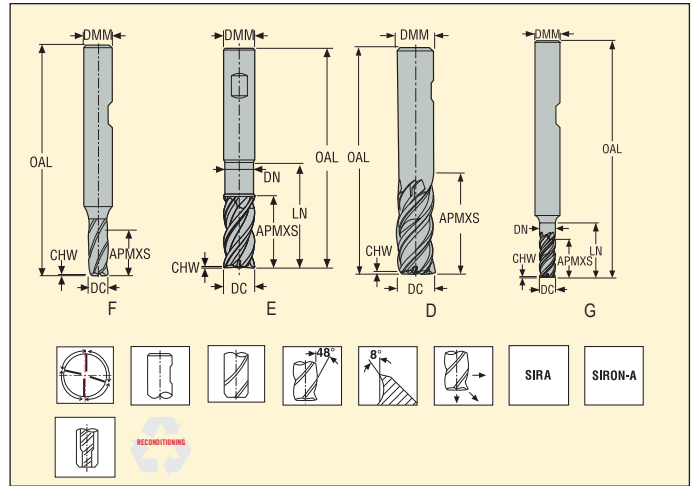 DMM
OAL
APMXS
CHW
DC
F
DMM
OAL
DN
LN
APMXS
CHW
DC
E
DMM
OAL
APMXS
CHW
DC
D
DMM
OAL
DN
LN
APMXS
CHW
DC
G
48°
8°
SIRA
SIRON-A
RECONDITIONING